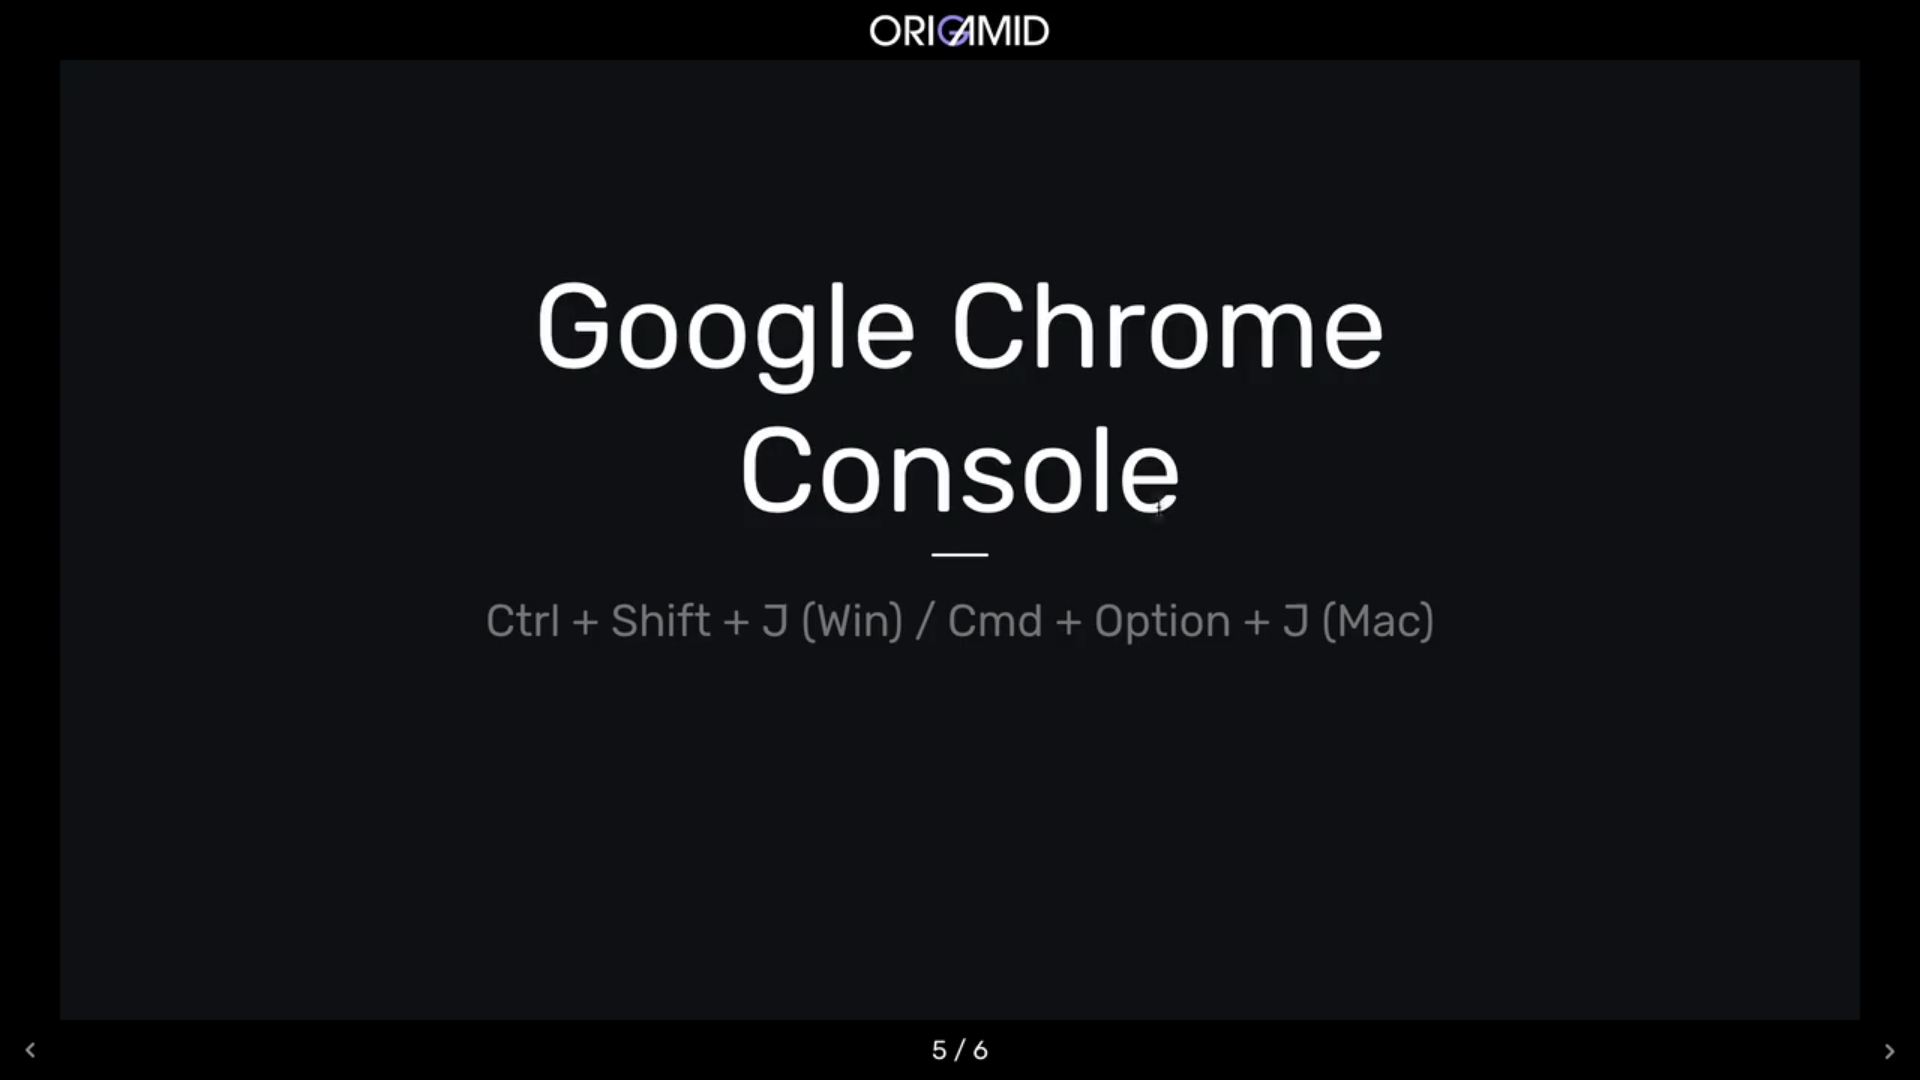 ORIGAMID
Google Chrome
Console
Ctrl + Shift + J (Win) / Cmd + Option + J (Mac)
5 / 6